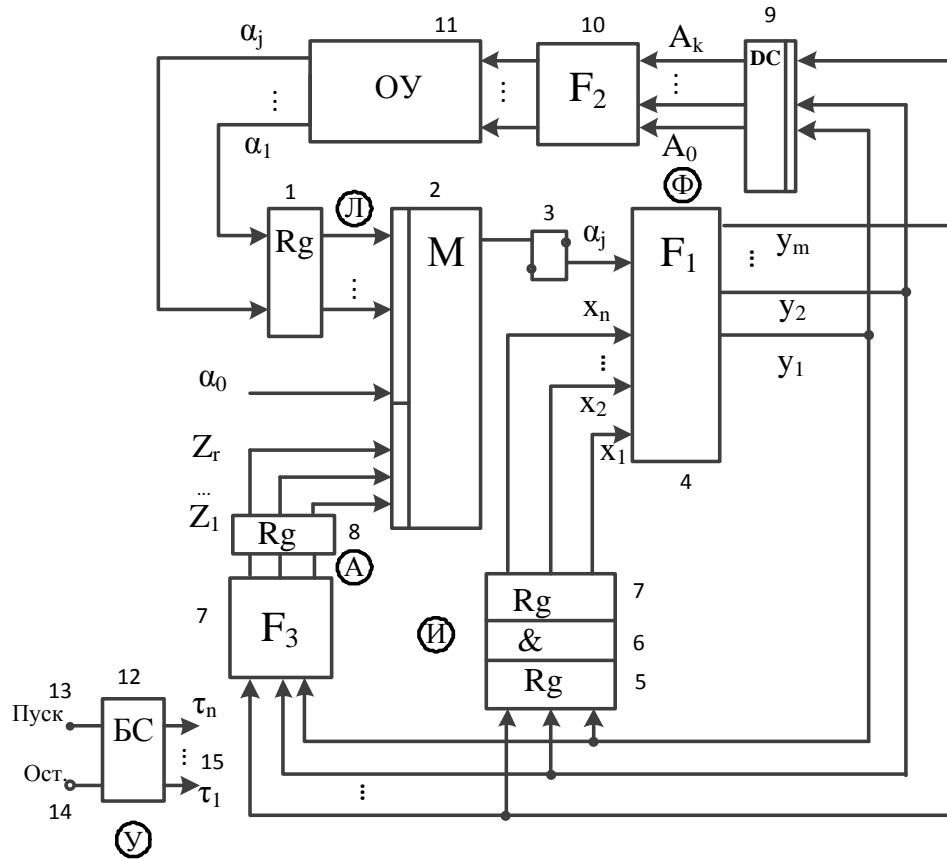 9
11
10
αj
Ak
DC
ОУ
F2
...
...
...
α1
A0
Ф
1
Л
2
3
Rg
M
αj
F1
ym
...
...
xn
y2
α0
...
y1
x2
Zr
x1
4
...
Z1
Rg
8
А
7
Rg
7
F3
И
&
6
Rg
5
12
13
Пуск
БС
τn
...
15
Ост.
τ1
14
...
У